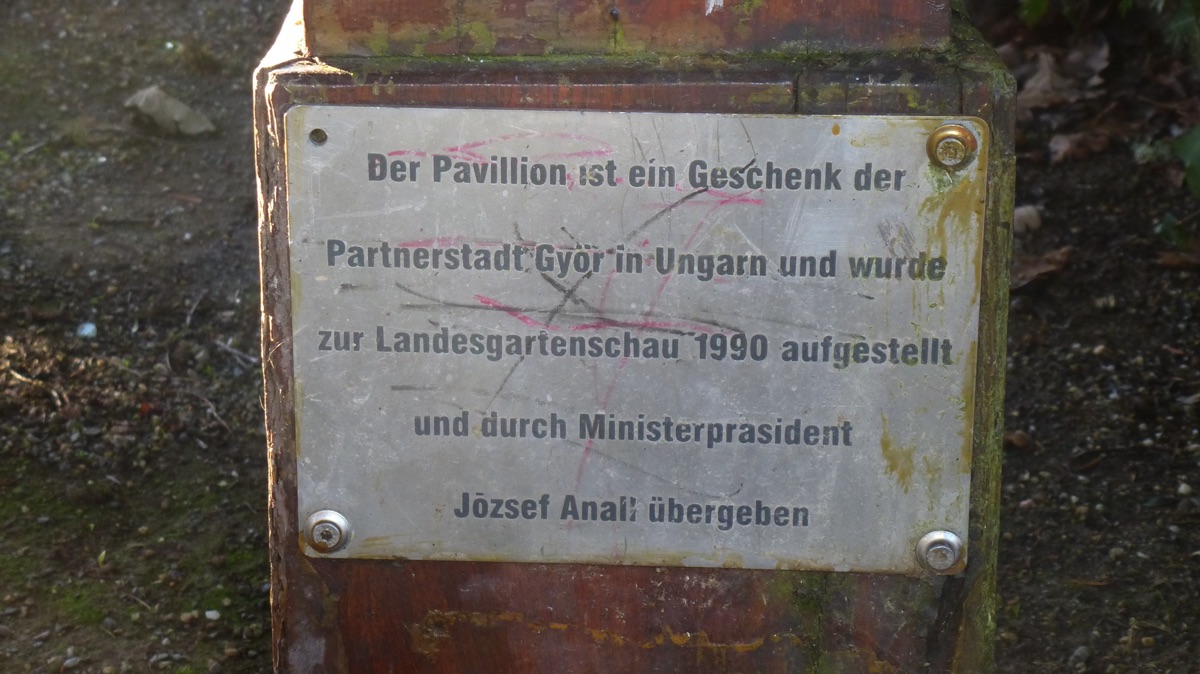 Der Pavillion ist ein Geschenk der
Partnerstadt Györ in Ungarn und wurde
zur Landesgartenschau 1990 aufgestellt
und durch Ministerprasident
József Anall übergeben